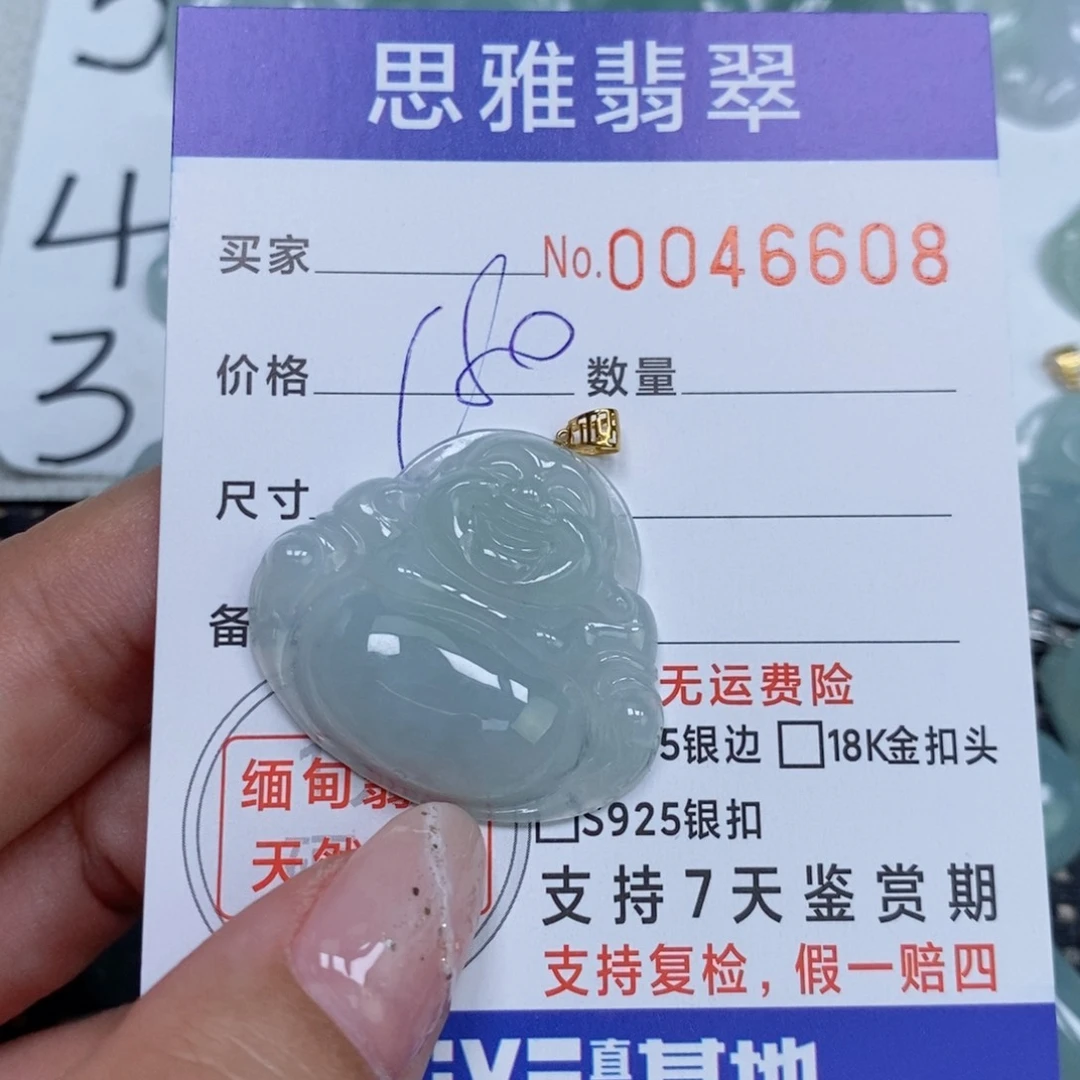 5
4
3
思雅翡翠
买家 No.0046608
价格 180 数量
尺寸
备
无运费险
5银边 18K金扣头
S925银扣
缅甸翡
天然
支持7天鉴赏期
支持复检，假一赔四
基地